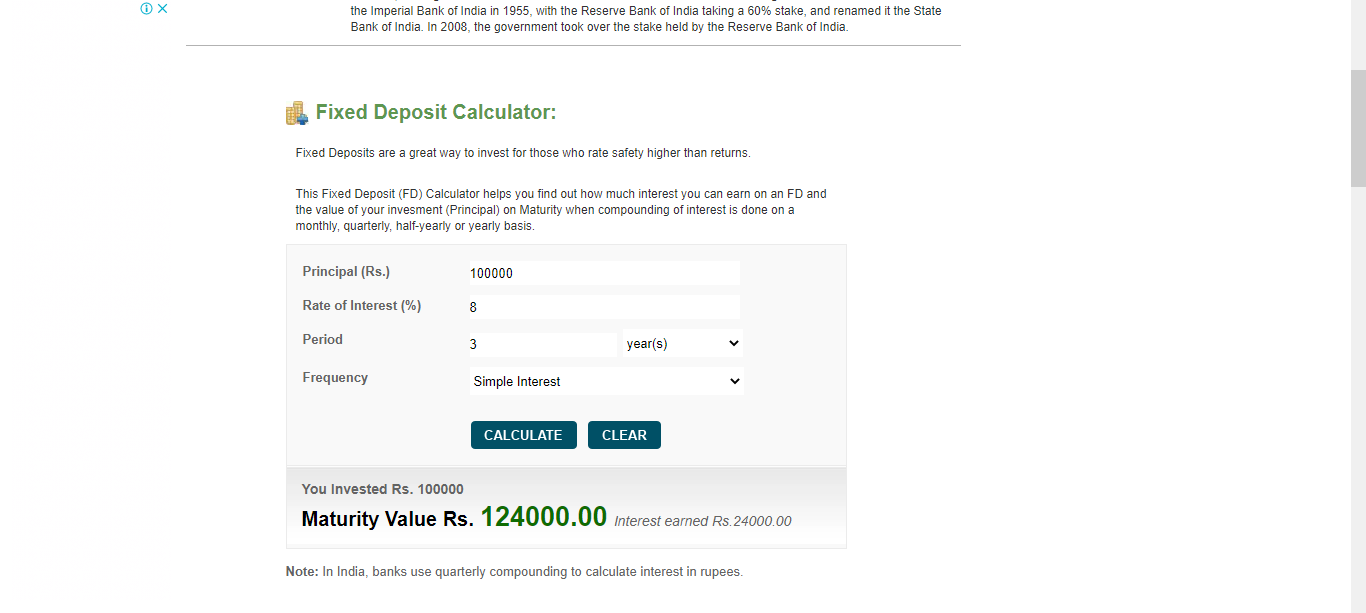 the Imperial Bank of India in 1955, with the Reserve Bank of India taking a 60% stake, and renamed it the State
Bank of India. In 2008, the government took over the stake held by the Reserve Bank of India.
Fixed Deposit Calculator:
Fixed Deposits are a great way to invest for those who rate safety higher than returns.
This Fixed Deposit (FD) Calculator helps you find out how much interest you can earn on an FD and
the value of your invesment (Principal) on Maturity when compounding of interest is done on a
monthly, quarterly, half-yearly or yearly basis.
Principal (Rs.) 100000
Rate of Interest (%) 8
Period 3 year(s)
Frequency Simple Interest
CALCULATE CLEAR
You Invested Rs. 100000
Maturity Value Rs. 124000.00 Interest earned Rs.24000.00
Note: In India, banks use quarterly compounding to calculate interest in rupees.